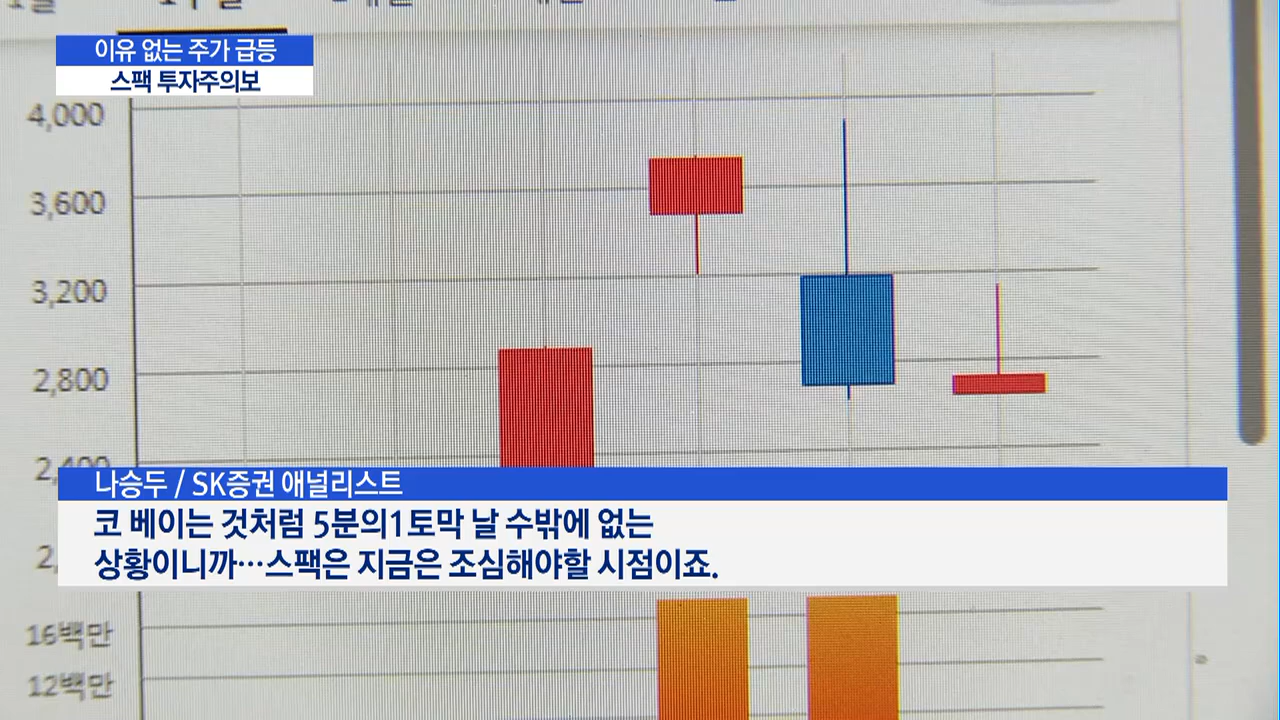 이유 없는 주가 급등
스팩 투자주의보
4,000
3,600
3,200
2,800
2,400
나승두 / SK증권 애널리스트
코 베이는 것처럼 5분의1토막 날 수밖에 없는
상황이니까…스팩은 지금은 조심해야할 시점이죠.
16백만
12백만